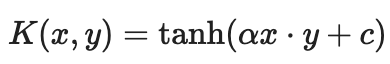 K(x, y) = tanh(αx · y + c)